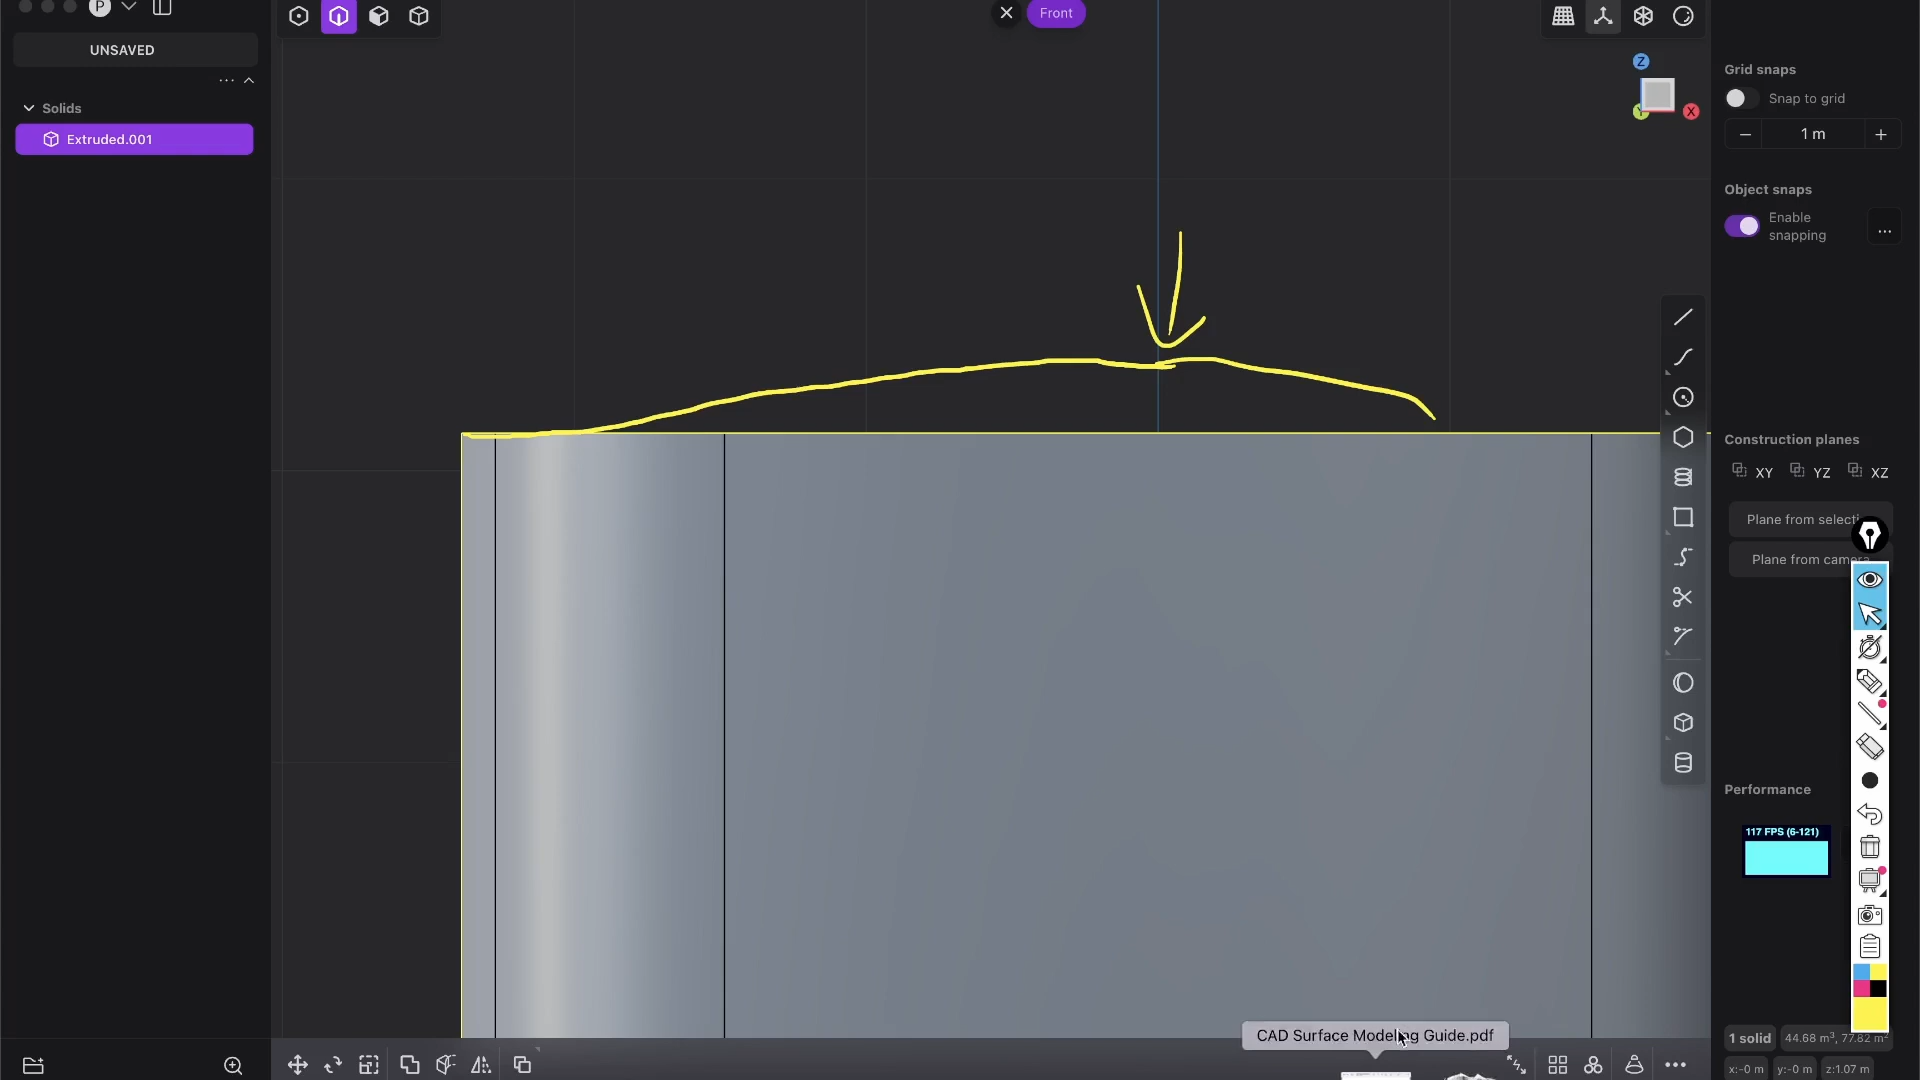 P
Front
UNSAVED
Solids
Extruded.001
Z
Y
X
Grid snaps
Snap to grid
1 m
Object snaps
Enable
snapping
...
Construction planes
XY
YZ
XZ
Plane from selecti
Plane from camera
Performance
117 FPS (6-121)
CAD Surface Modeling Guide.pdf
1 solid
44.68 m³, 77.82 m²
x:-0 m
y:-0 m
z:1.07 m